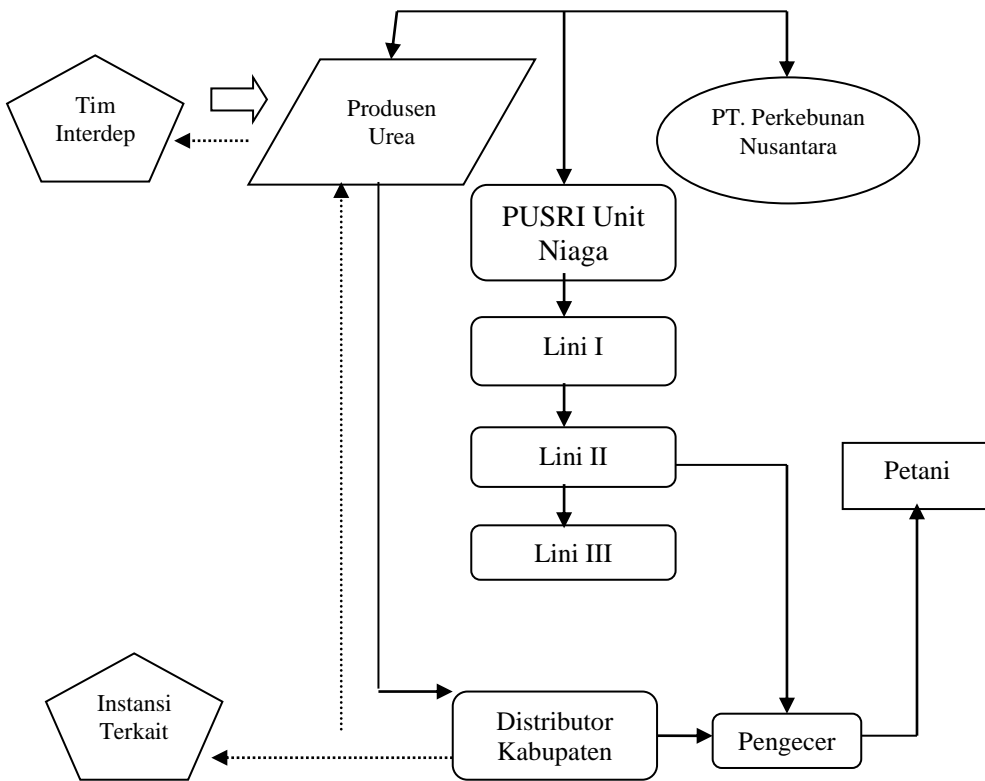 Tim
Interdep
Produsen
Urea
PT. Perkebunan
Nusantara
PUSRI Unit
Niaga
Lini I
Lini II
Petani
Lini III
Instansi
Terkait
Distributor
Kabupaten
Pengecer